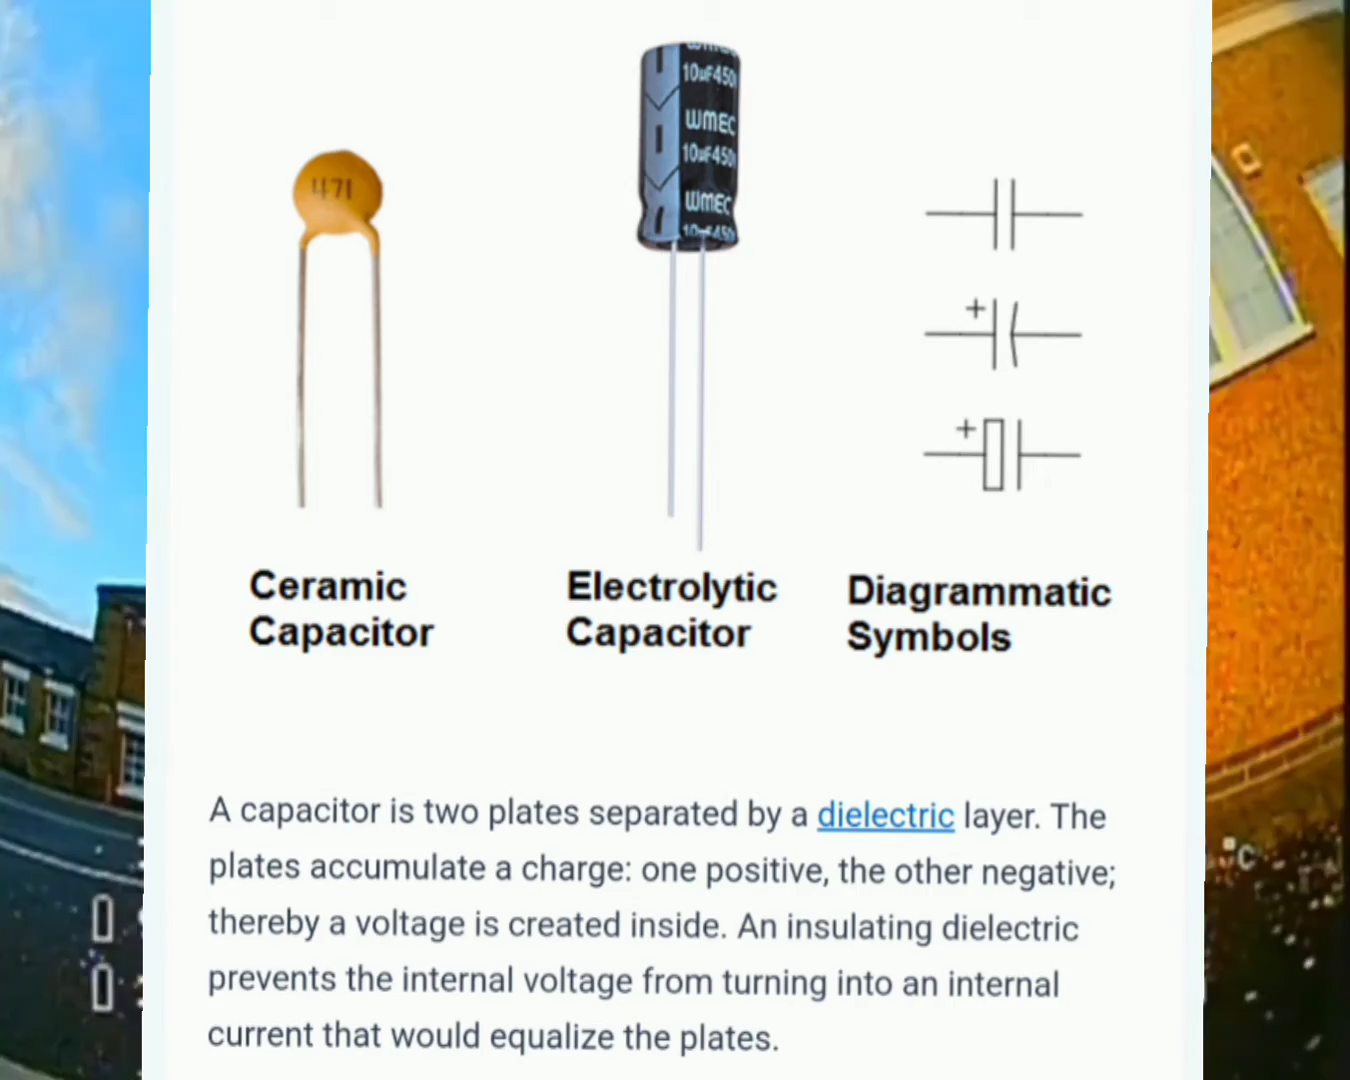 10uF450
WMEC
10uF450
WMEC
471
+
+
Ceramic
Capacitor
Electrolytic
Capacitor
Diagrammatic
Symbols
A capacitor is two plates separated by a dielectric layer. The
plates accumulate a charge: one positive, the other negative;
thereby a voltage is created inside. An insulating dielectric
prevents the internal voltage from turning into an internal
current that would equalize the plates.
°C